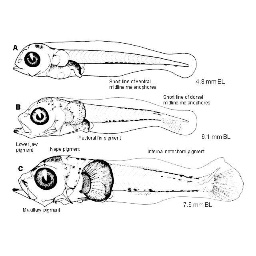 A
Short line of ventral
midline melanophores
4.8 mm BL
Short line of dorsal
midline melanophores
B
Pectoral fin pigment
6.1 mm BL
Lower jaw
pigment
Nape pigment
Internal notochord pigment
C
7.5 mm BL
Maxillary pigment